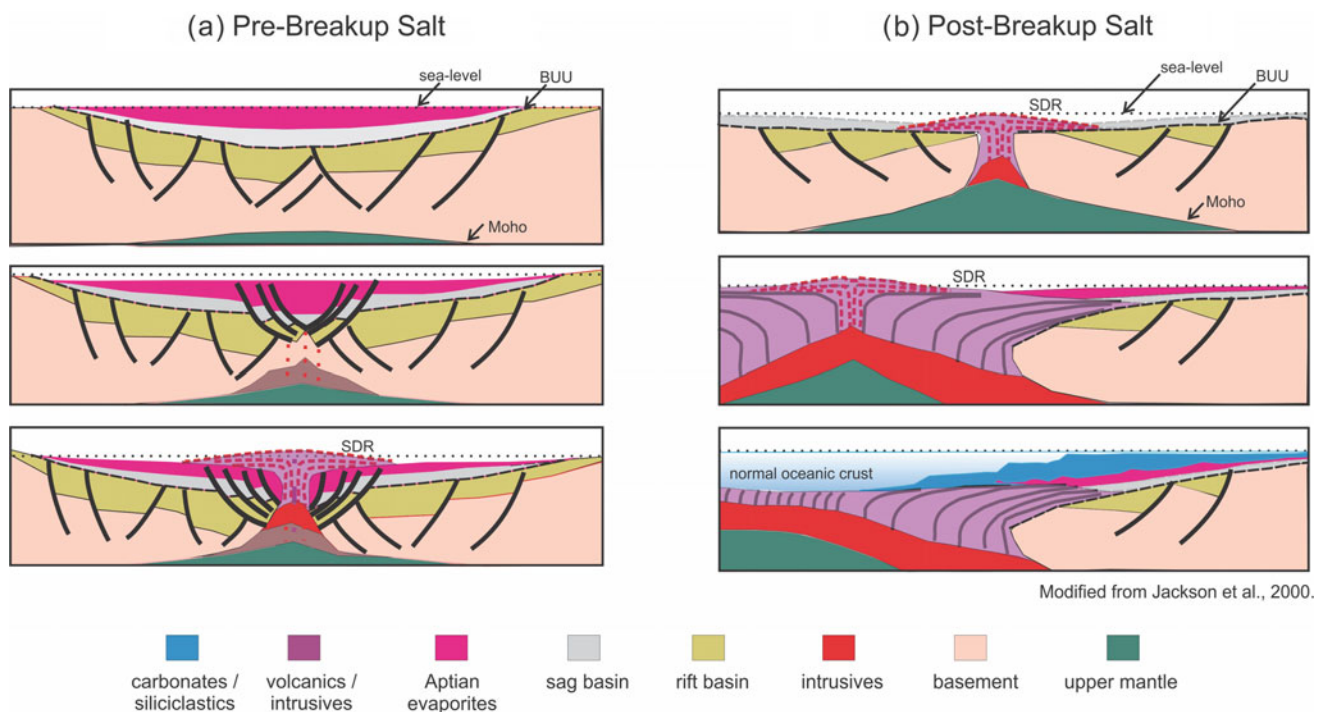 (a) Pre-Breakup Salt
(b) Post-Breakup Salt
sea-level
BUU
Moho
SDR
sea-level
BUU
SDR
Moho
SDR
normal oceanic crust
Modified from Jackson et al., 2000.
carbonates /
siliciclastics
volcanics /
intrusives
Aptian
evaporites
sag basin
rift basin
intrusives
basement
upper mantle